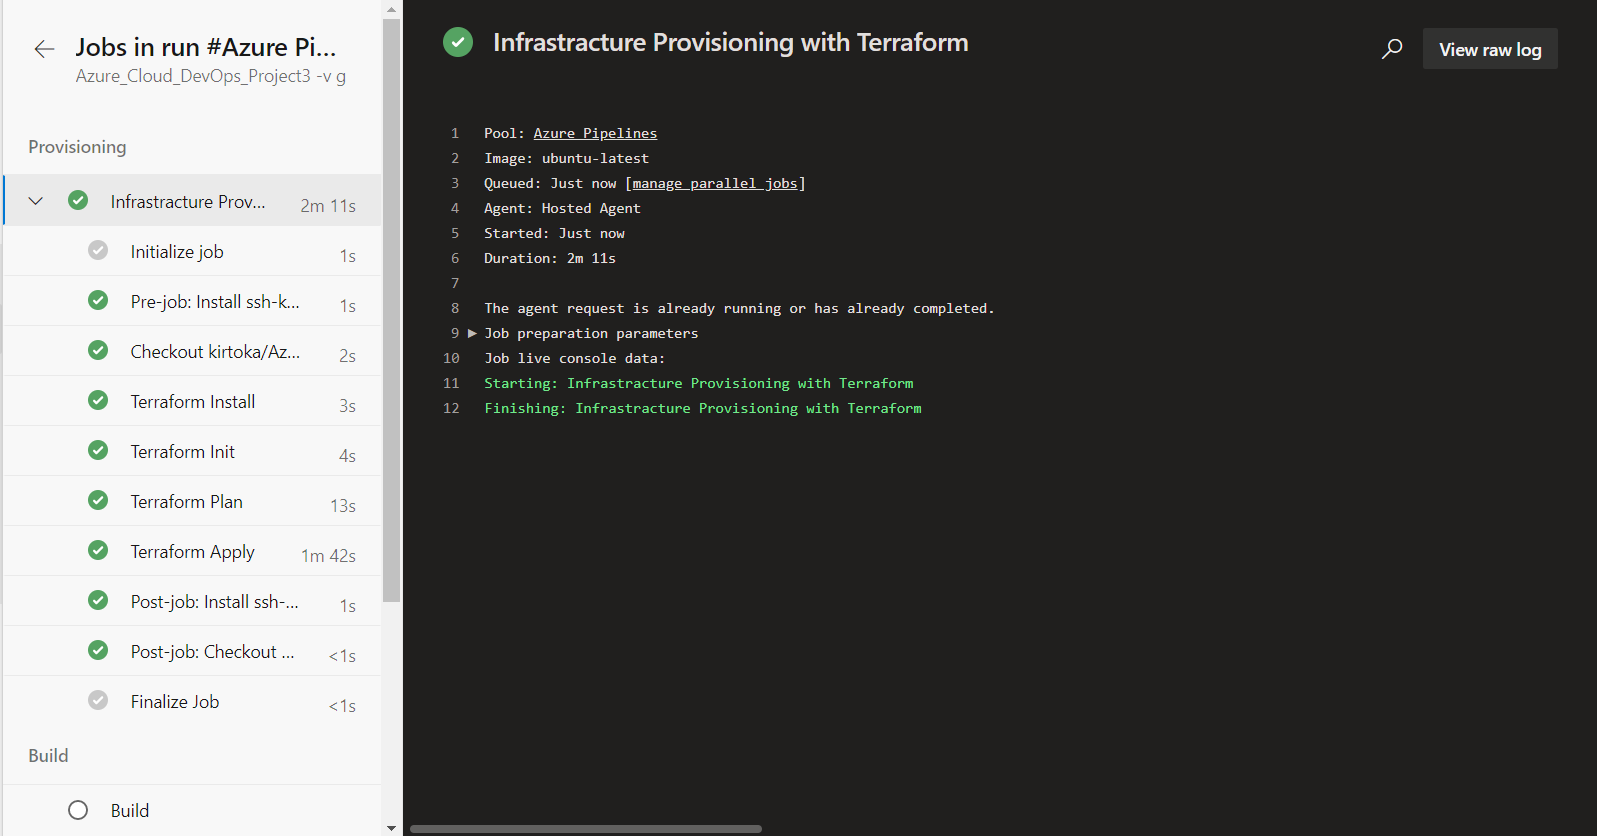 Jobs in run #Azure Pi...
Azure_Cloud_DevOps_Project3 -v g
Provisioning
Infrastracture Prov... 2m 11s
Initialize job 1s
Pre-job: Install ssh-k... 1s
Checkout kirtoka/Az... 2s
Terraform Install 3s
Terraform Init 4s
Terraform Plan 13s
Terraform Apply 1m 42s
Post-job: Install ssh-... 1s
Post-job: Checkout ... <1s
Finalize Job <1s
Build
Build
Infrastracture Provisioning with Terraform
View raw log
1 Pool: Azure Pipelines
2 Image: ubuntu-latest
3 Queued: Just now [manage parallel jobs]
4 Agent: Hosted Agent
5 Started: Just now
6 Duration: 2m 11s
7
8 The agent request is already running or has already completed.
9 Job preparation parameters
10 Job live console data:
11 Starting: Infrastracture Provisioning with Terraform
12 Finishing: Infrastracture Provisioning with Terraform